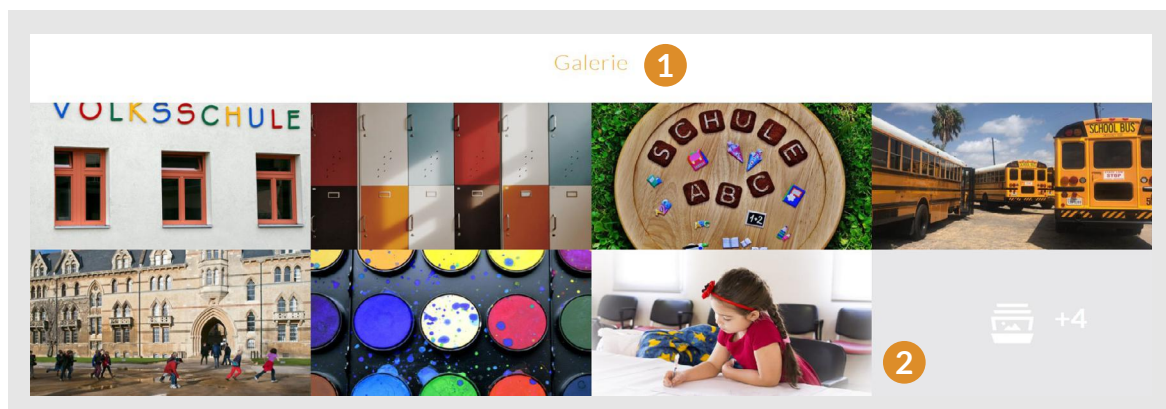 Galerie 1
VOLKSSCHULE
SCHULE
ABC
1+2
SCHOOL BUS
STOP
+4
2